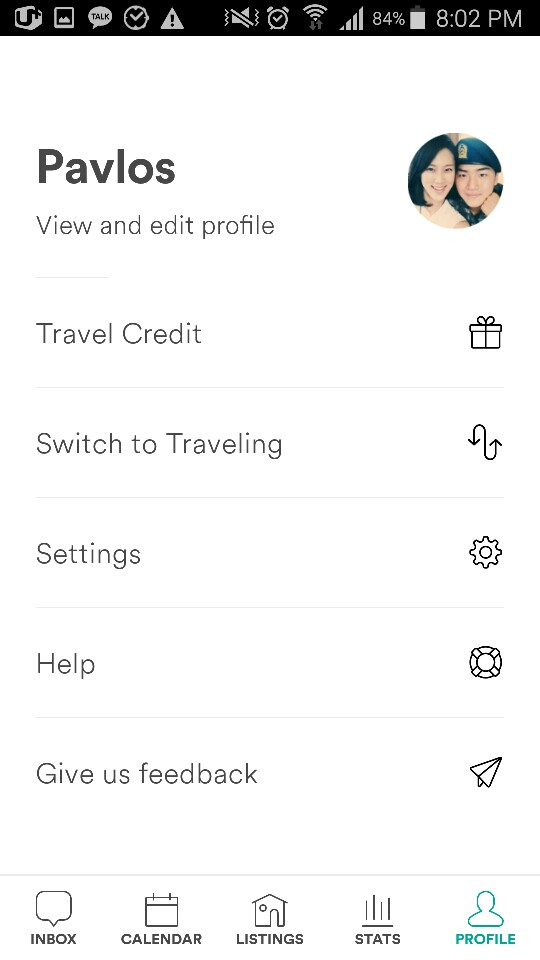 TALK
84%
8:02 PM
Pavlos
View and edit profile
Travel Credit
Switch to Traveling
Settings
Help
Give us feedback
INBOX
CALENDAR
LISTINGS
STATS
PROFILE